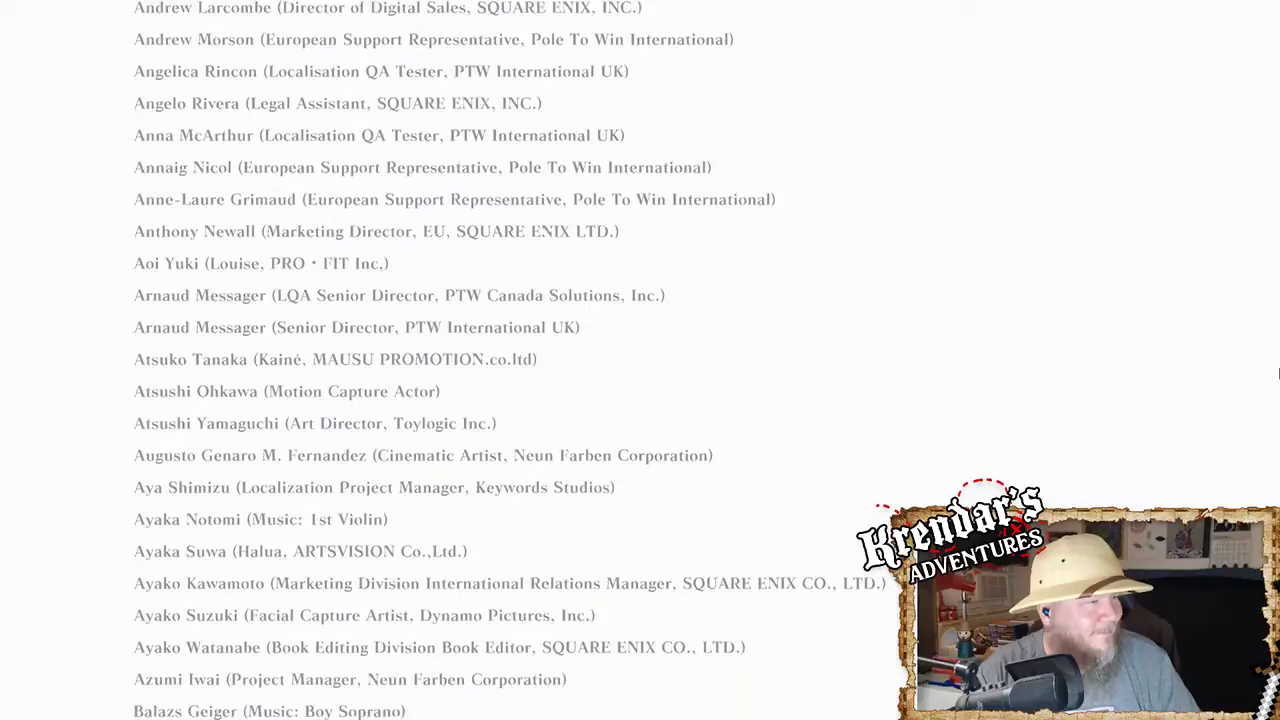 Andrew Larcombe (Director of Digital Sales, SQUARE ENIX, INC.)
Andrew Morson (European Support Representative, Pole To Win International)
Angelica Rincon (Localisation QA Tester, PTW International UK)
Angelo Rivera (Legal Assistant, SQUARE ENIX, INC.)
Anna McArthur (Localisation QA Tester, PTW International UK)
Annaig Nicol (European Support Representative, Pole To Win International)
Anne-Laure Grimaud (European Support Representative, Pole To Win International)
Anthony Newall (Marketing Director, EU, SQUARE ENIX LTD.)
Aoi Yuki (Louise, PRO・FIT Inc,)
Arnaud Messager (LQA Senior Director, PTW Canada Solutions, Inc.)
Arnaud Messager (Senior Director, PTW International UK)
Atsuko Tanaka (Kainé, MAUSU PROMOTION.co.ltd)
Atsushi Ohkawa (Motion Capture Actor)
Atsushi Yamaguchi (Art Director, Toylogic Inc.)
Augusto Genaro M. Fernandez (Cinematic Artist, Neun Farben Corporation)
Aya Shimizu (Localization Project Manager, Keywords Studios)
Ayaka Notomi (Music: 1st Violin)
Ayaka Suwa (Halua, ARTSVISION Co.,Ltd.)
Ayako Kawamoto (Marketing Division International Relations Manager, SQUARE ENIX CO., LTD.)
Ayako Suzuki (Facial Capture Artist, Dynamo Pictures, Inc.)
Ayako Watanabe (Book Editing Division Book Editor, SQUARE ENIX CO., LTD.)
Azumi Iwai (Project Manager, Neun Farben Corporation)
Balazs Geiger (Music: Boy Soprano)
Krendar's
ADVENTURES